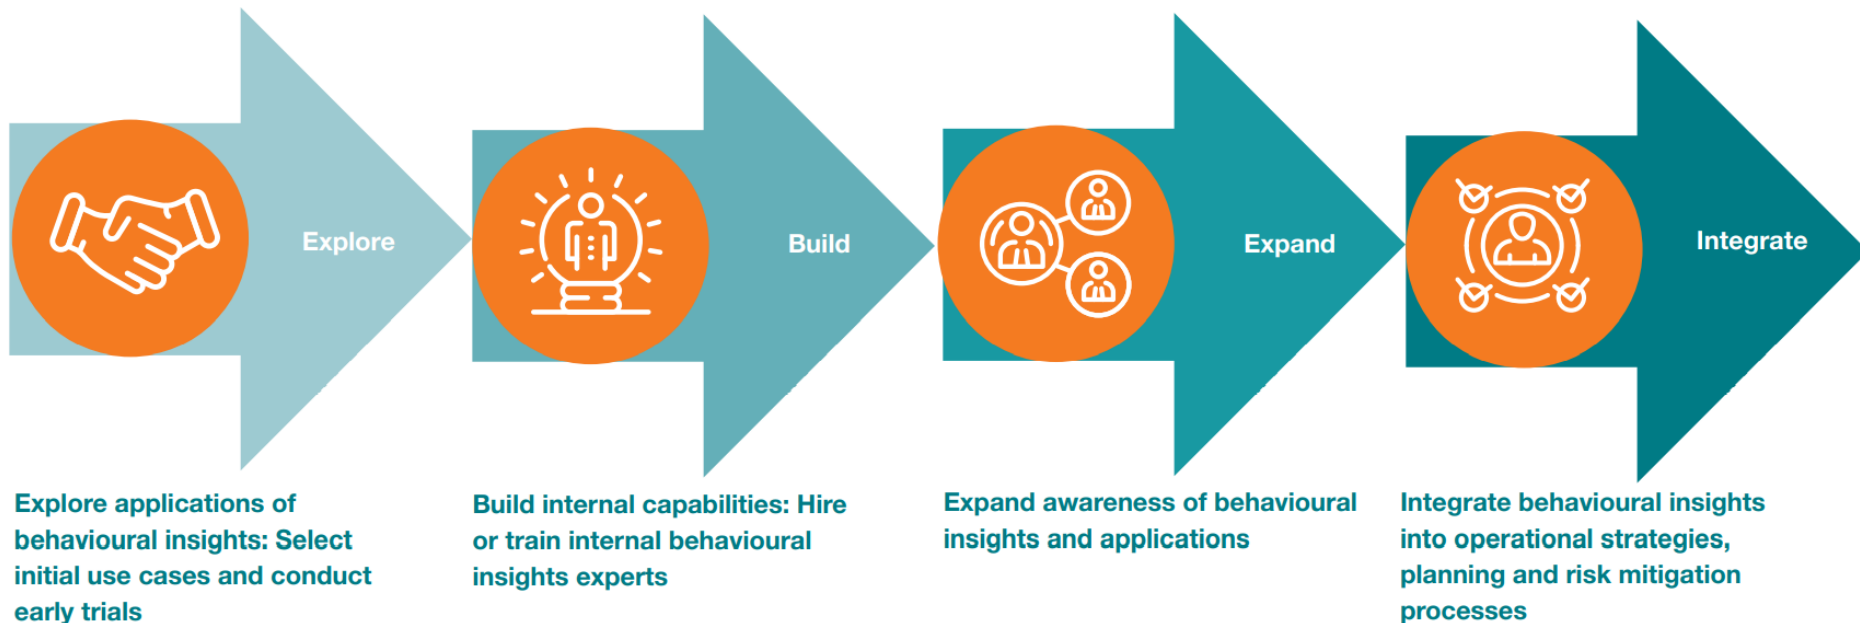 Explore
Build
Expand
Integrate
Explore applications of
behavioural insights: Select
initial use cases and conduct
early trials
Build internal capabilities: Hire
or train internal behavioural
insights experts
Expand awareness of behavioural
insights and applications
Integrate behavioural insights
into operational strategies,
planning and risk mitigation
processes